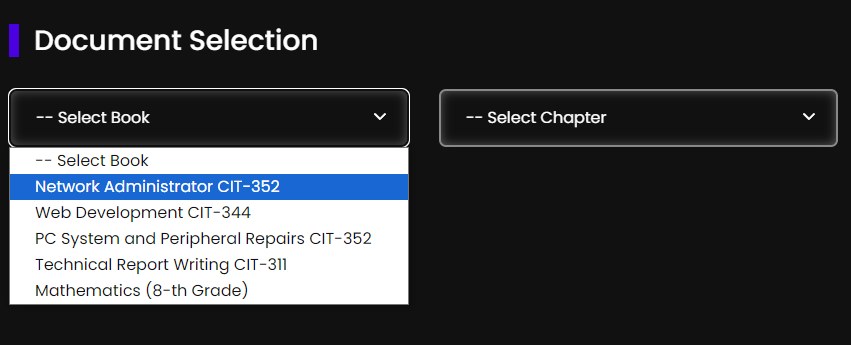 Document Selection
-- Select Book
-- Select Chapter
-- Select Book
Network Administrator CIT-352
Web Development CIT-344
PC System and Peripheral Repairs CIT-352
Technical Report Writing CIT-311
Mathematics (8-th Grade)